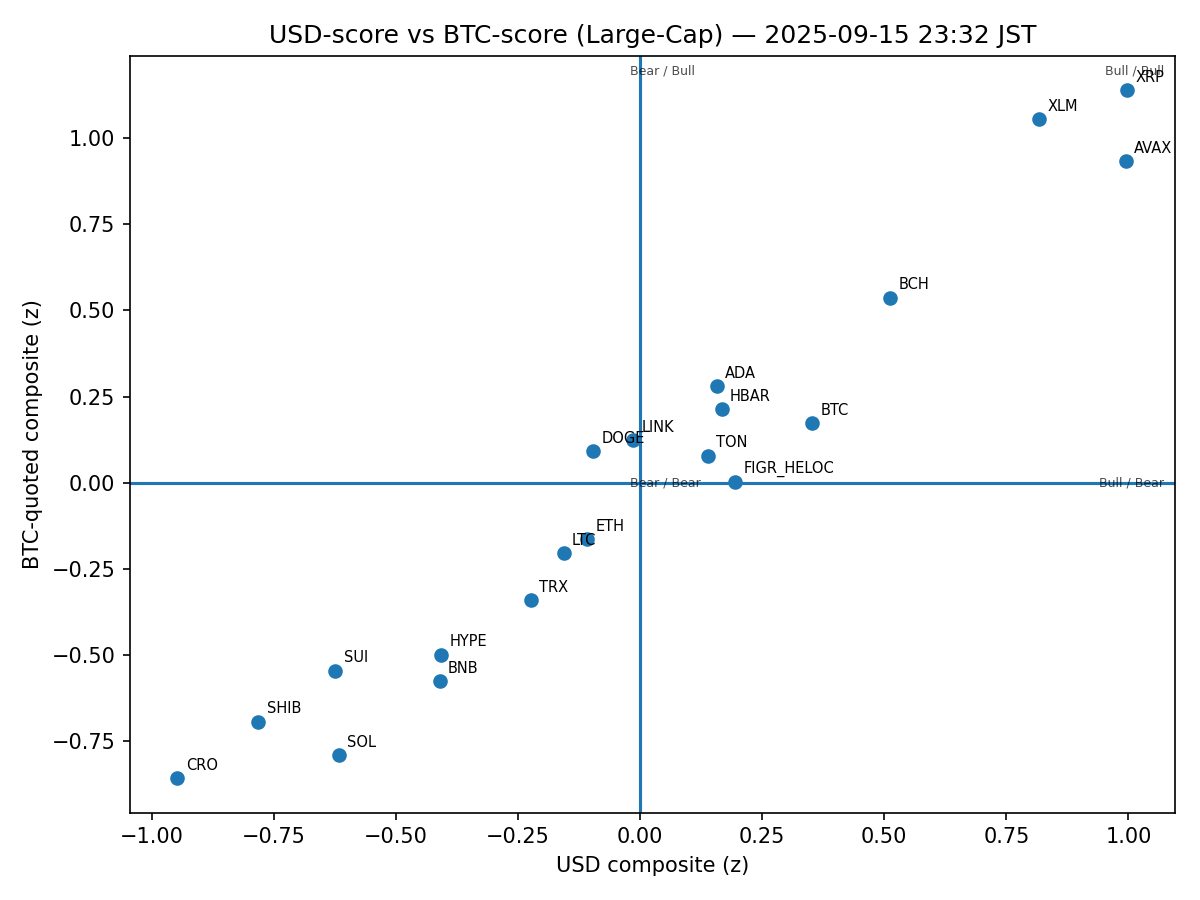 USD-score vs BTC-score (Large-Cap) — 2025-09-15 23:32 JST
Bear / Bull
Bull / Bull
XRP
XLM
AVAX
BCH
ADA
HBAR
BTC
LINK
DOGE
TON
FIGR_HELOC
Bear / Bear
Bull / Bear
ETH
LTC
TRX
HYPE
SUI
BNB
SHIB
SOL
CRO
1.00
0.75
0.50
0.25
0.00
−0.25
−0.50
−0.75
BTC-quoted composite (z)
−1.00 −0.75 −0.50 −0.25 0.00 0.25 0.50 0.75 1.00
USD composite (z)